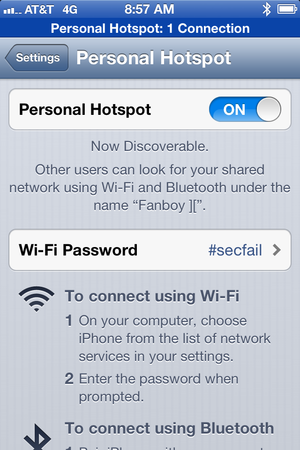 AT&T 4G 8:57 AM
Personal Hotspot: 1 Connection
Settings Personal Hotspot
Personal Hotspot ON
Now Discoverable.
Other users can look for your shared
network using Wi-Fi and Bluetooth under the
name “Fanboy ][”.
Wi-Fi Password #secfail
To connect using Wi-Fi
1 On your computer, choose
iPhone from the list of network
services in your settings.
2 Enter the password when
prompted.
To connect using Bluetooth